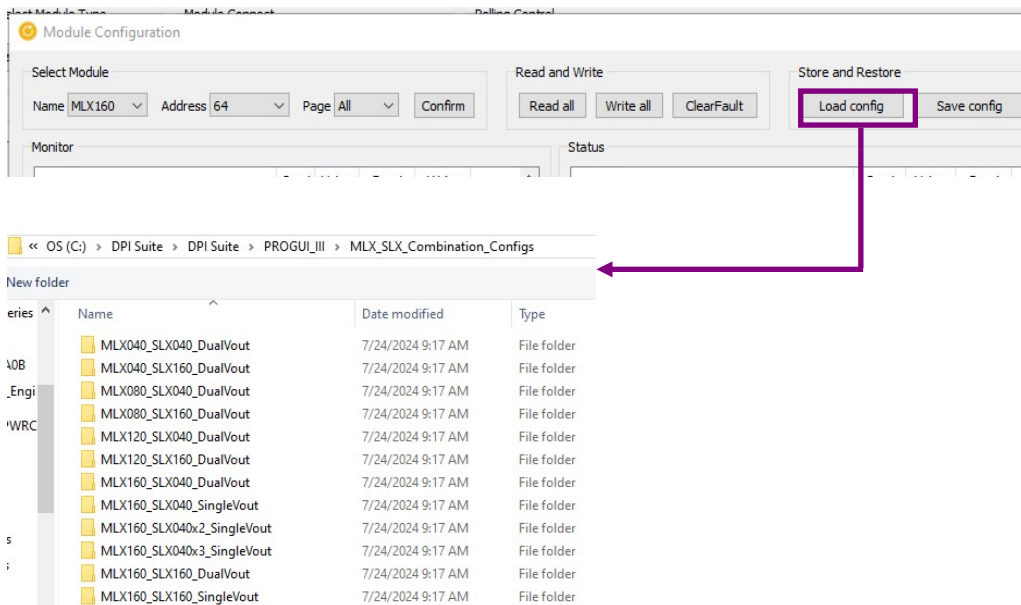 Module Configuration
Select Module
Read and Write
Store and Restore
Name MLX160 Address 64 Page All Confirm
Read all Write all ClearFault
Load config Save config
Monitor
Status
« OS (C:) > DPI Suite > DPI Suite > PROGUI_III > MLX_SLX_Combination_Configs
New folder
Name Date modified Type
MLX040_SLX040_DualVout 7/24/2024 9:17 AM File folder
MLX040_SLX160_DualVout 7/24/2024 9:17 AM File folder
MLX080_SLX040_DualVout 7/24/2024 9:17 AM File folder
MLX080_SLX160_DualVout 7/24/2024 9:17 AM File folder
MLX120_SLX040_DualVout 7/24/2024 9:17 AM File folder
MLX120_SLX160_DualVout 7/24/2024 9:17 AM File folder
MLX160_SLX040_DualVout 7/24/2024 9:17 AM File folder
MLX160_SLX040_SingleVout 7/24/2024 9:17 AM File folder
MLX160_SLX040x2_SingleVout 7/24/2024 9:17 AM File folder
MLX160_SLX040x3_SingleVout 7/24/2024 9:17 AM File folder
MLX160_SLX160_DualVout 7/24/2024 9:17 AM File folder
MLX160_SLX160_SingleVout 7/24/2024 9:17 AM File folder